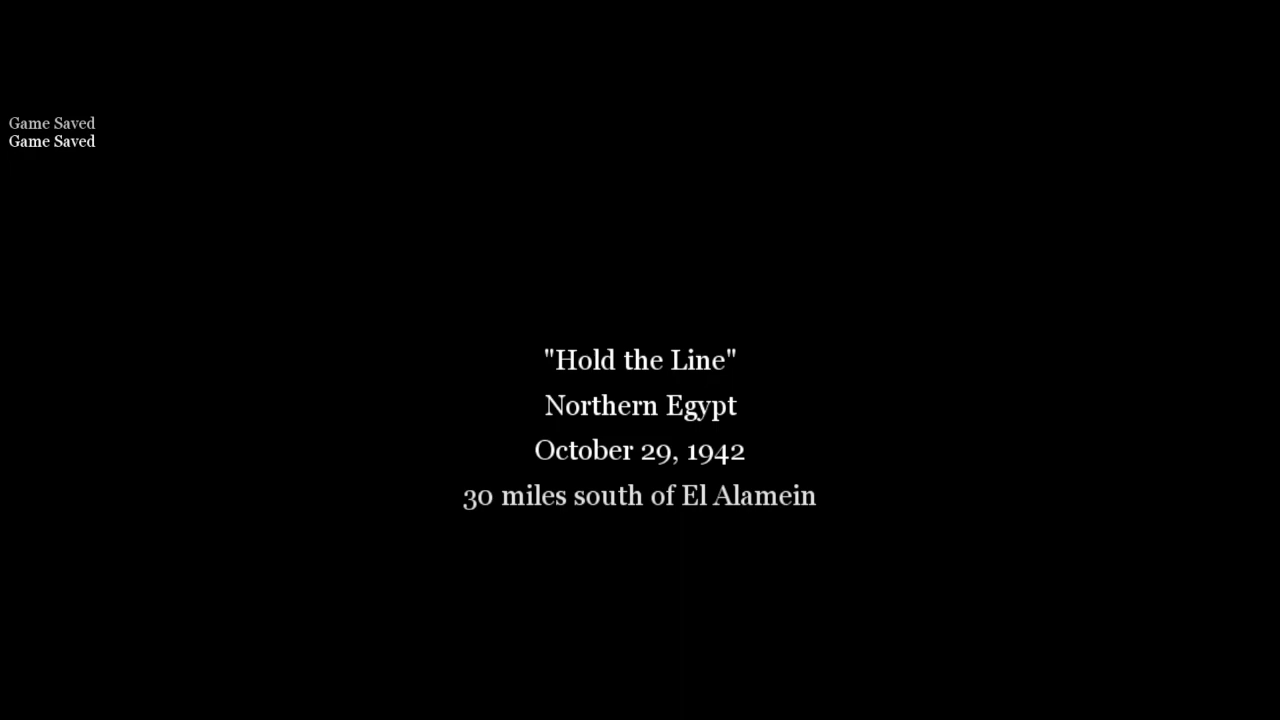 Game Saved
Game Saved
"Hold the Line"
Northern Egypt
October 29, 1942
30 miles south of El Alamein